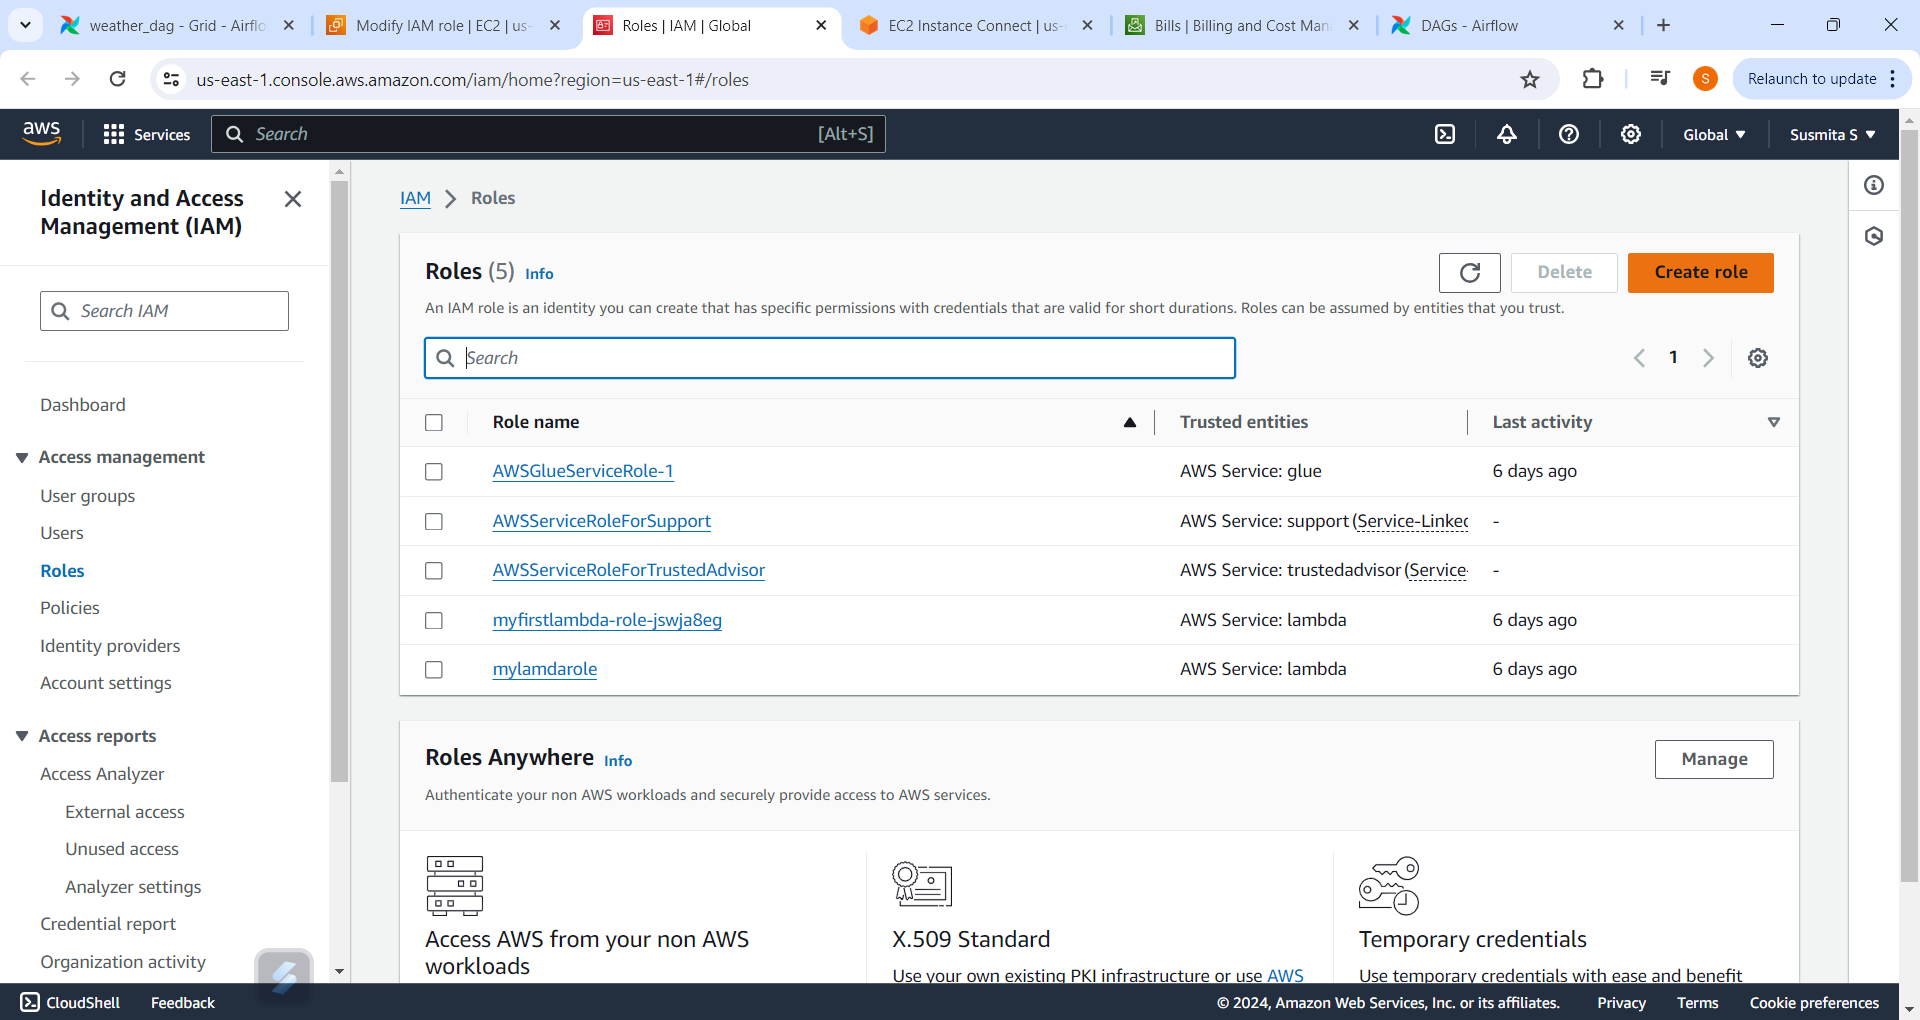 weather_dag - Grid - Airflo
Modify IAM role | EC2 | us-
Roles | IAM | Global
EC2 Instance Connect | us-
Bills | Billing and Cost Man
DAGs - Airflow
us-east-1.console.aws.amazon.com/iam/home?region=us-east-1#/roles
S
Relaunch to update
aws
Services
Search
[Alt+S]
Global
Susmita S
Identity and Access
Management (IAM)
Search IAM
Dashboard
Access management
User groups
Users
Roles
Policies
Identity providers
Account settings
Access reports
Access Analyzer
External access
Unused access
Analyzer settings
Credential report
Organization activity
IAM
Roles
Roles (5) Info
Delete
Create role
An IAM role is an identity you can create that has specific permissions with credentials that are valid for short durations. Roles can be assumed by entities that you trust.
Search
1
Role name
Trusted entities
Last activity
AWSGlueServiceRole-1
AWS Service: glue
6 days ago
AWSServiceRoleForSupport
AWS Service: support (Service-Linked
-
AWSServiceRoleForTrustedAdvisor
AWS Service: trustedadvisor (Service-
-
myfirstlambda-role-jswja8eg
AWS Service: lambda
6 days ago
mylamdarole
AWS Service: lambda
6 days ago
Roles Anywhere Info
Manage
Authenticate your non AWS workloads and securely provide access to AWS services.
Access AWS from your non AWS
workloads
X.509 Standard
Use your own existing PKI infrastructure or use AWS
Temporary credentials
Use temporary credentials with ease and benefit
CloudShell
Feedback
© 2024, Amazon Web Services, Inc. or its affiliates.
Privacy
Terms
Cookie preferences